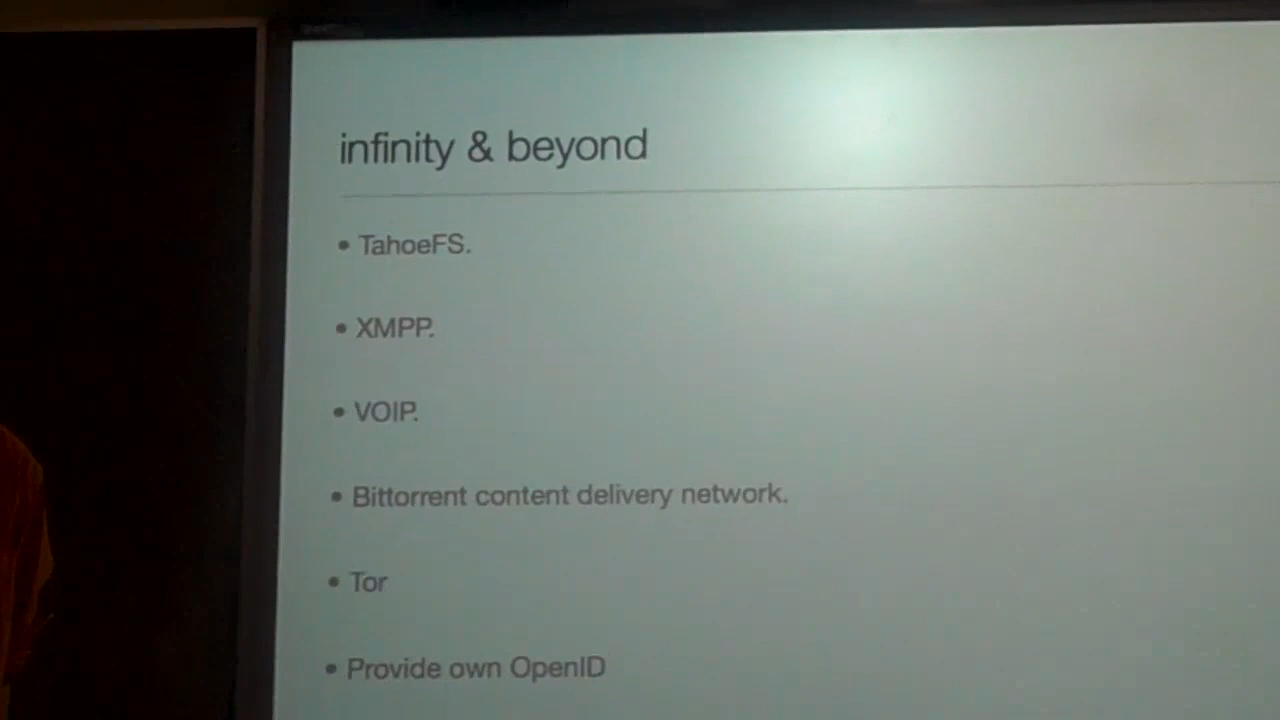 infinity & beyond
• TahoeFS.
• XMPP.
• VOIP.
• Bittorrent content delivery network.
• Tor
• Provide own OpenID